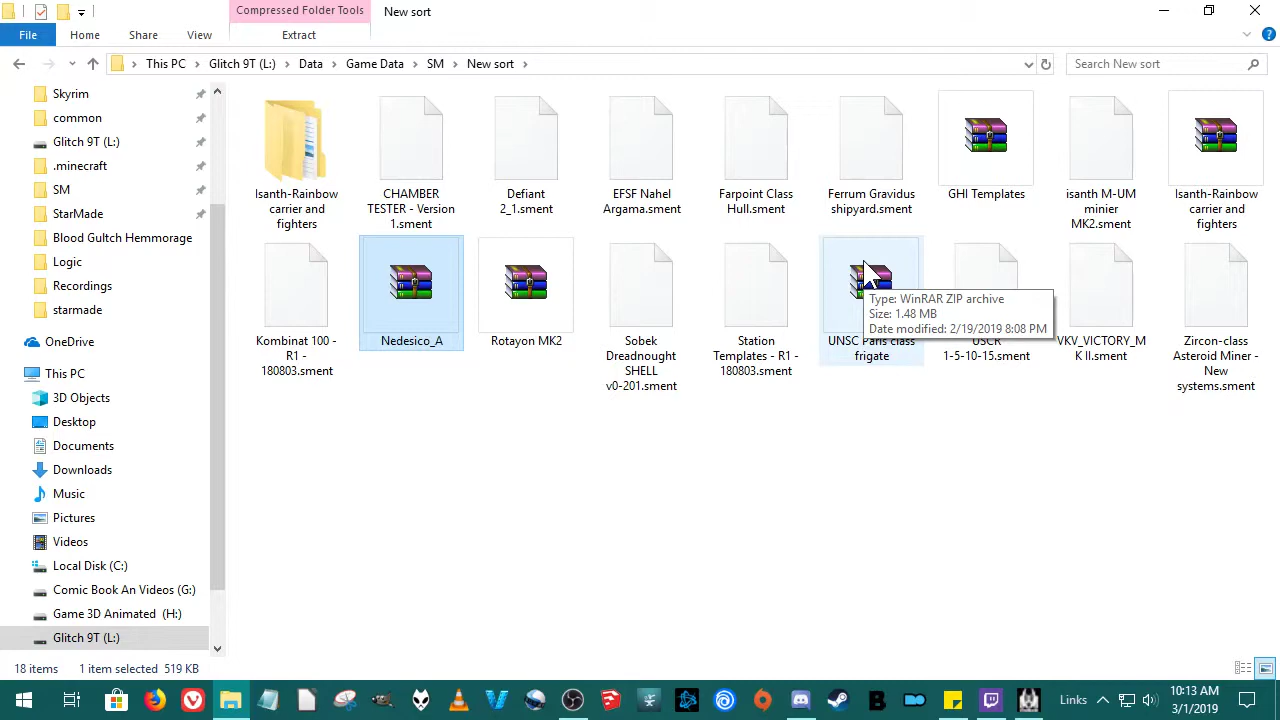 Compressed Folder Tools
New sort
File
Home
Share
View
Extract
This PC
Glitch 9T (L:)
Data
Game Data
SM
New sort
Search New sort
Skyrim
common
Glitch 9T (L:)
.minecraft
SM
StarMade
Blood Gultch Hemmorage
Logic
Recordings
starmade
OneDrive
This PC
3D Objects
Desktop
Documents
Downloads
Music
Pictures
Videos
Local Disk (C:)
Comic Book An Videos (G:)
Game 3D Animated (H:)
Glitch 9T (L:)
Isanth-Rainbow
carrier and
fighters
CHAMBER
TESTER - Version
1.sment
Defiant
2_1.sment
EFSF Nahel
Argama.sment
Farpoint Class
Hull.sment
Ferrum Gravidus
shipyard.sment
GHI Templates
isanth M-UM
minier
MK2.sment
Isanth-Rainbow
carrier and
fighters
Kombinat 100 -
R1 -
180803.sment
Nedesico_A
Rotayon MK2
Sobek
Dreadnought
SHELL
v0-201.sment
Station
Templates - R1 -
180803.sment
UNSC Paris class
frigate
Type: WinRAR ZIP archive
Size: 1.48 MB
Date modified: 2/19/2019 8:08 PM
USCR
1-5-10-15.sment
VKV_VICTORY_M
K II.sment
Zircon-class
Asteroid Miner -
New
systems.sment
18 items
1 item selected 519 KB
Links
10:13 AM
3/1/2019